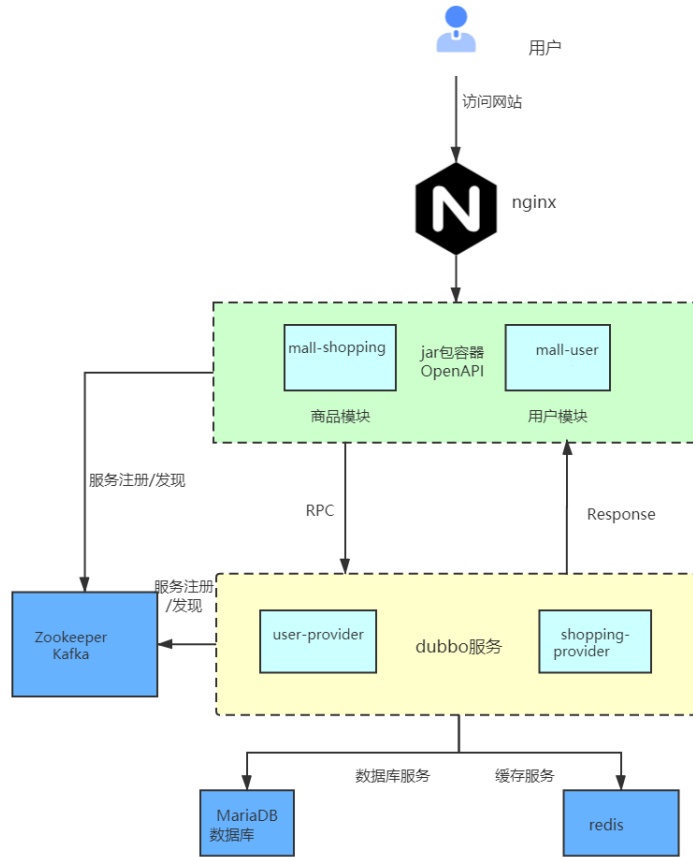 用户
访问网站
nginx
mall-shopping
jar包容器
OpenAPI
mall-user
商品模块
用户模块
服务注册/发现
RPC
Response
服务注册
/发现
Zookeeper
Kafka
user-provider
dubbo服务
shopping-
provider
数据库服务
缓存服务
MariaDB
数据库
redis